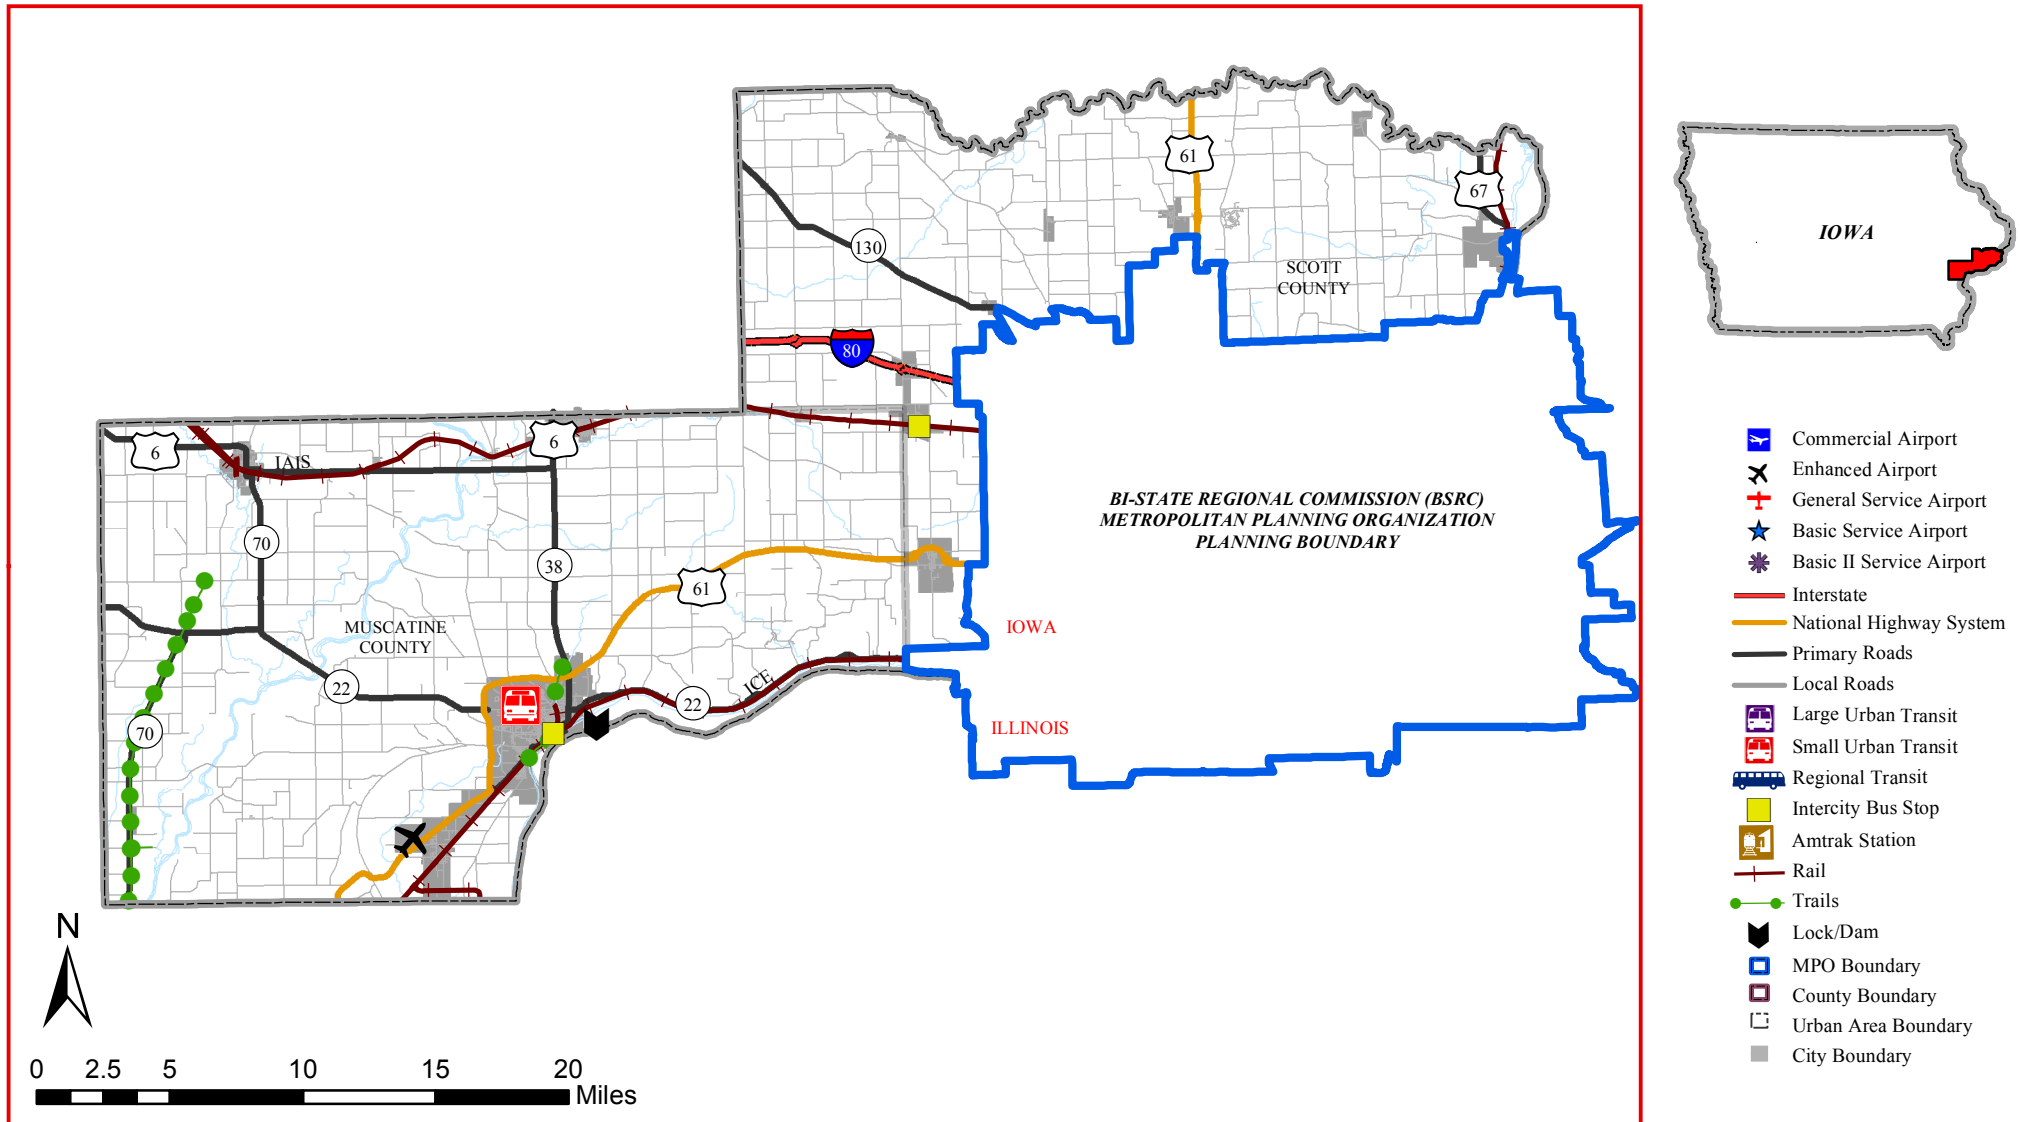 61
67
130
SCOTT
COUNTY
IOWA
80
6
6
IAIS
BI-STATE REGIONAL COMMISSION (BSRC)
METROPOLITAN PLANNING ORGANIZATION
PLANNING BOUNDARY
70
38
61
MUSCATINE
COUNTY
IOWA
22
ICE
22
70
ILLINOIS
N
0 2.5 5 10 15 20
Miles
Commercial Airport
Enhanced Airport
General Service Airport
Basic Service Airport
Basic II Service Airport
Interstate
National Highway System
Primary Roads
Local Roads
Large Urban Transit
Small Urban Transit
Regional Transit
Intercity Bus Stop
Amtrak Station
Rail
Trails
Lock/Dam
MPO Boundary
County Boundary
Urban Area Boundary
City Boundary